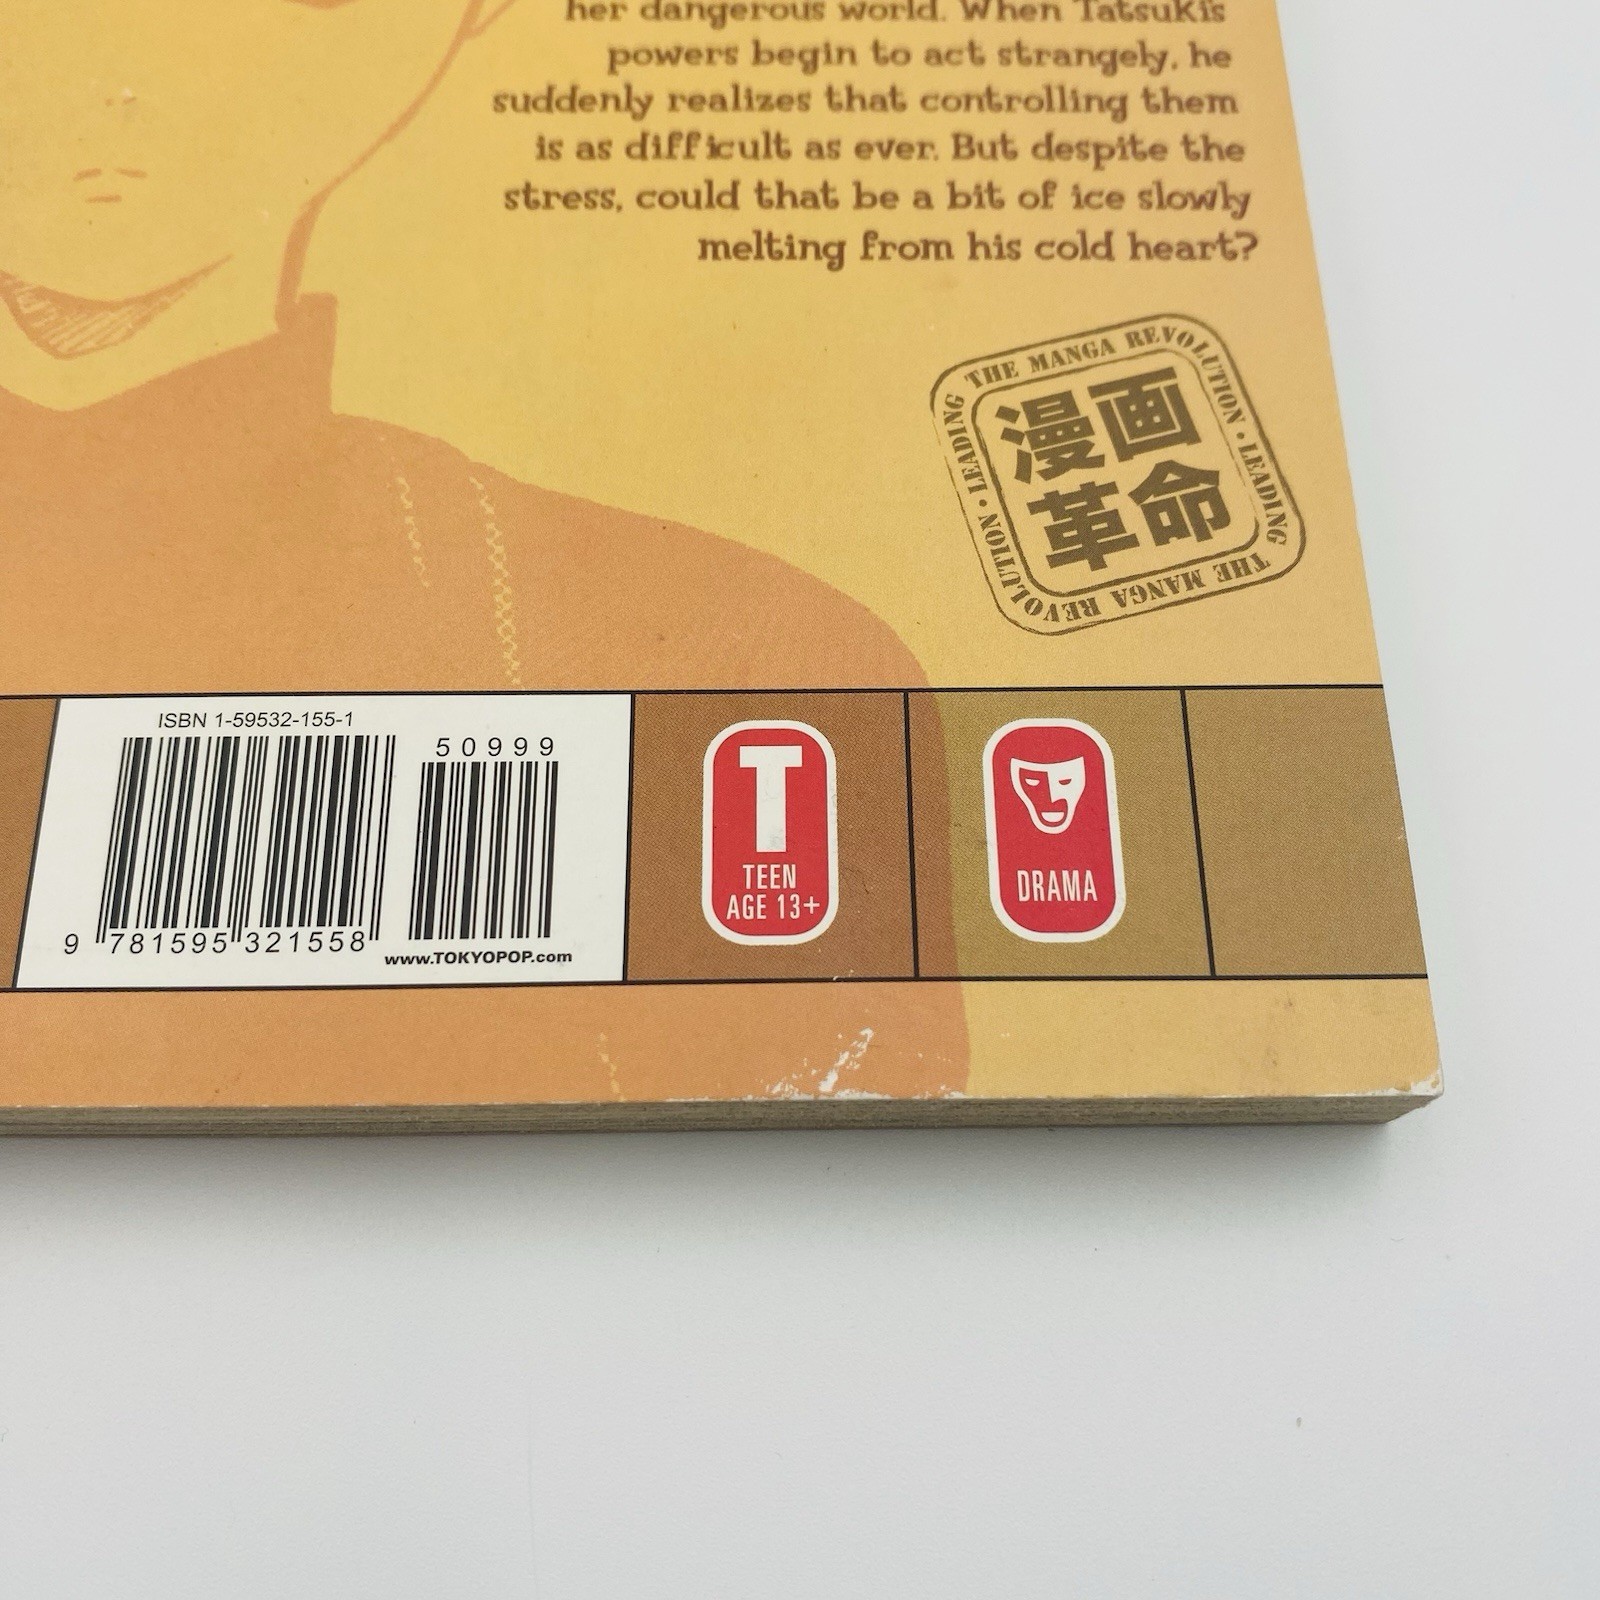 her dangerous world. When Tatsuki's
powers begin to act strangely, he
suddenly realizes that controlling them
is as difficult as ever. But despite the
stress, could that be a bit of ice slowly
melting from his cold heart?
THE MANGA REVOLUTION • LEADING THE MANGA REVOLUTION • LEADING
漫画
革命
ISBN 1-59532-155-1
50999
9 781595 321558
www.TOKYOPOP.com
T
TEEN
AGE 13+
DRAMA